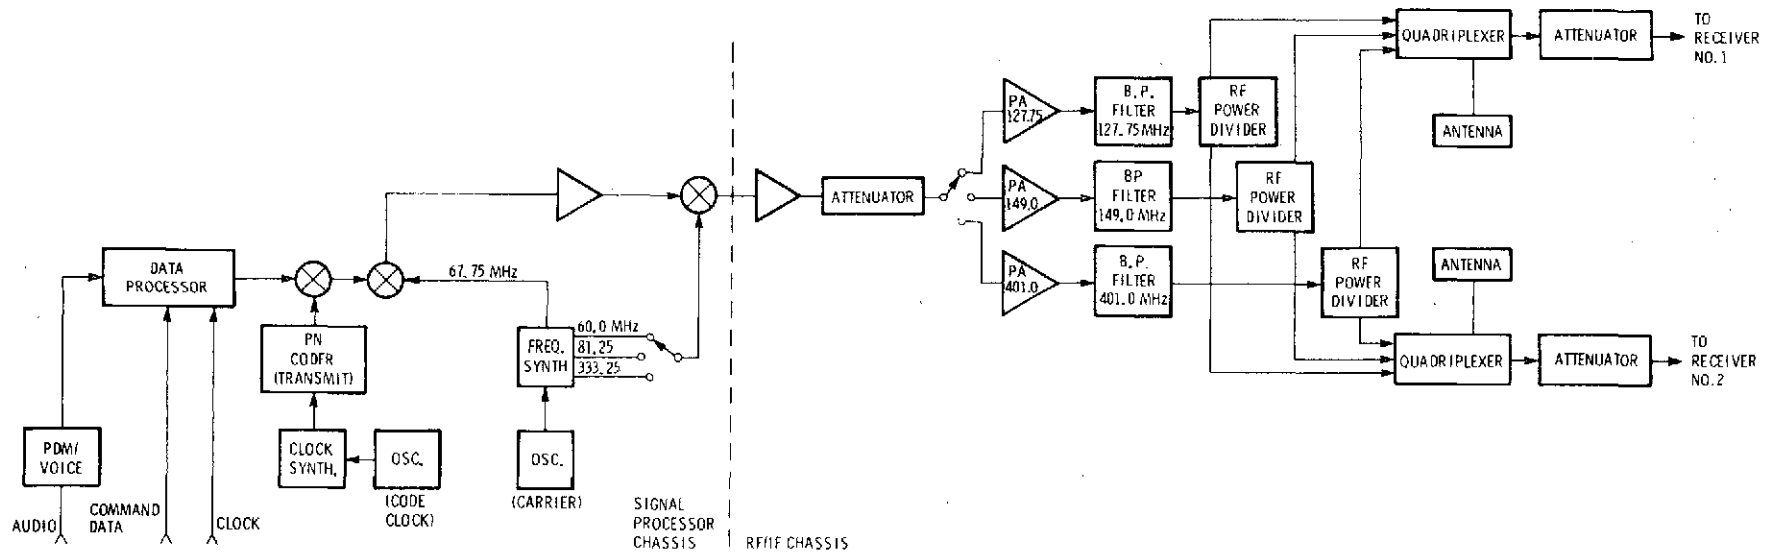 AUDIO
PDM/
VOICE
COMMAND
DATA
CLOCK
DATA
PROCESSOR
PN
CODFR
(TRANSMIT)
CLOCK
SYNTH.
OSC.
(CODE
CLOCK)
67.75 MHz
FREQ.
SYNTH
60.0 MHz
81.25
333.25
OSC.
(CARRIER)
SIGNAL
PROCESSOR
CHASSIS
RF/IF CHASSIS
ATTENUATOR
PA
127.75
PA
149.0
PA
401.0
B.P.
FILTER
127.75 MHz
BP
FILTER
149.0 MHz
B.P.
FILTER
401.0 MHz
RF
POWER
DIVIDER
RF
POWER
DIVIDER
RF
POWER
DIVIDER
QUADRIPLEXER
ATTENUATOR
TO
RECEIVER
NO.1
ANTENNA
ANTENNA
QUADRIPLEXER
ATTENUATOR
TO
RECEIVER
NO.2